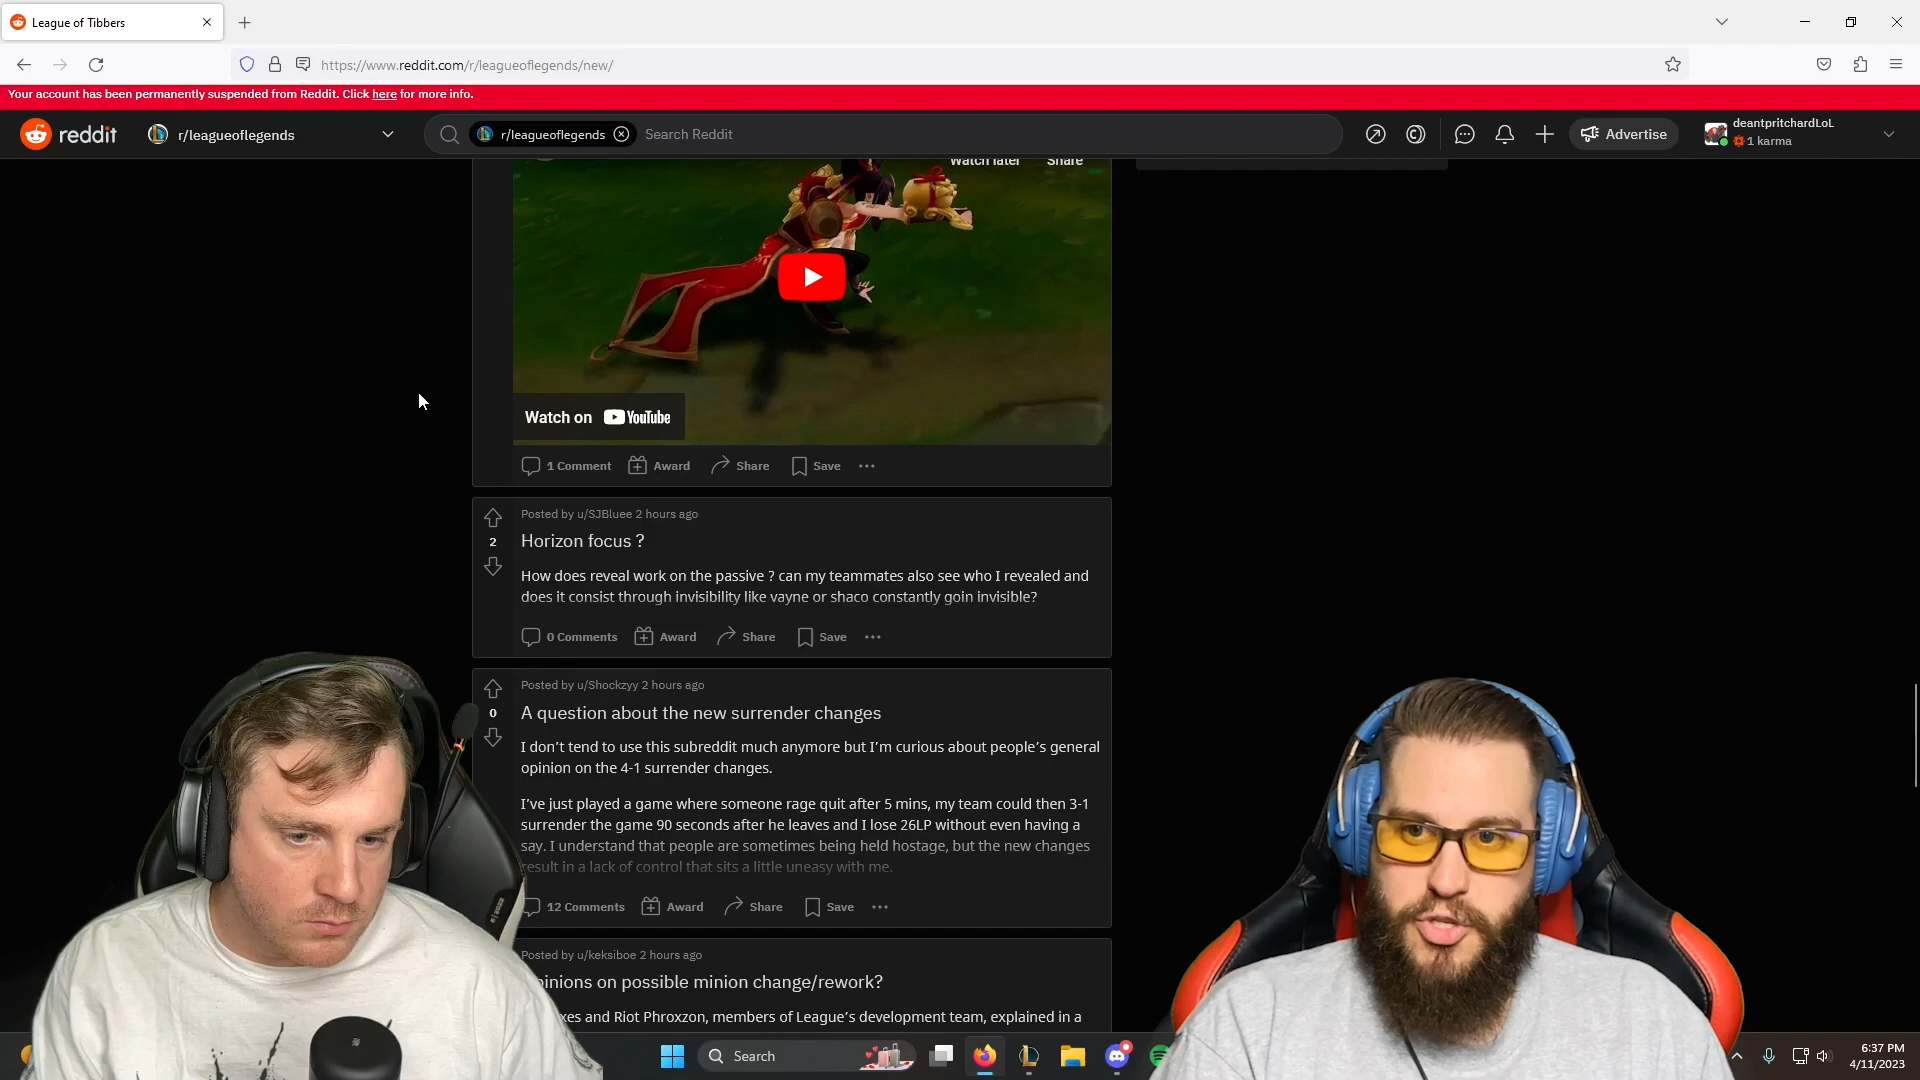 League of Tibbers
https://www.reddit.com/r/leagueoflegends/new/
Your account has been permanently suspended from Reddit. Click here for more info.
reddit
r/leagueoflegends
r/leagueoflegends
Search Reddit
Advertise
deantpritchardLoL
1 karma
Watch later
Share
Watch on YouTube
1 Comment
Award
Share
Save
Posted by u/SJBluee 2 hours ago
2
Horizon focus ?
How does reveal work on the passive ? can my teammates also see who I revealed and
does it consist through invisibility like vayne or shaco constantly goin invisible?
0 Comments
Award
Share
Save
Posted by u/Shockzyy 2 hours ago
0
A question about the new surrender changes
I don't tend to use this subreddit much anymore but I'm curious about people's general
opinion on the 4-1 surrender changes.
I've just played a game where someone rage quit after 5 mins, my team could then 3-1
surrender the game 90 seconds after he leaves and I lose 26LP without even having a
say. I understand that people are sometimes being held hostage, but the new changes
result in a lack of control that sits a little uneasy with me.
12 Comments
Award
Share
Save
Posted by u/keksiboe 2 hours ago
pinions on possible minion change/rework?
xes and Riot Phroxzon, members of League's development team, explained in a
Search
6:37 PM
4/11/2023